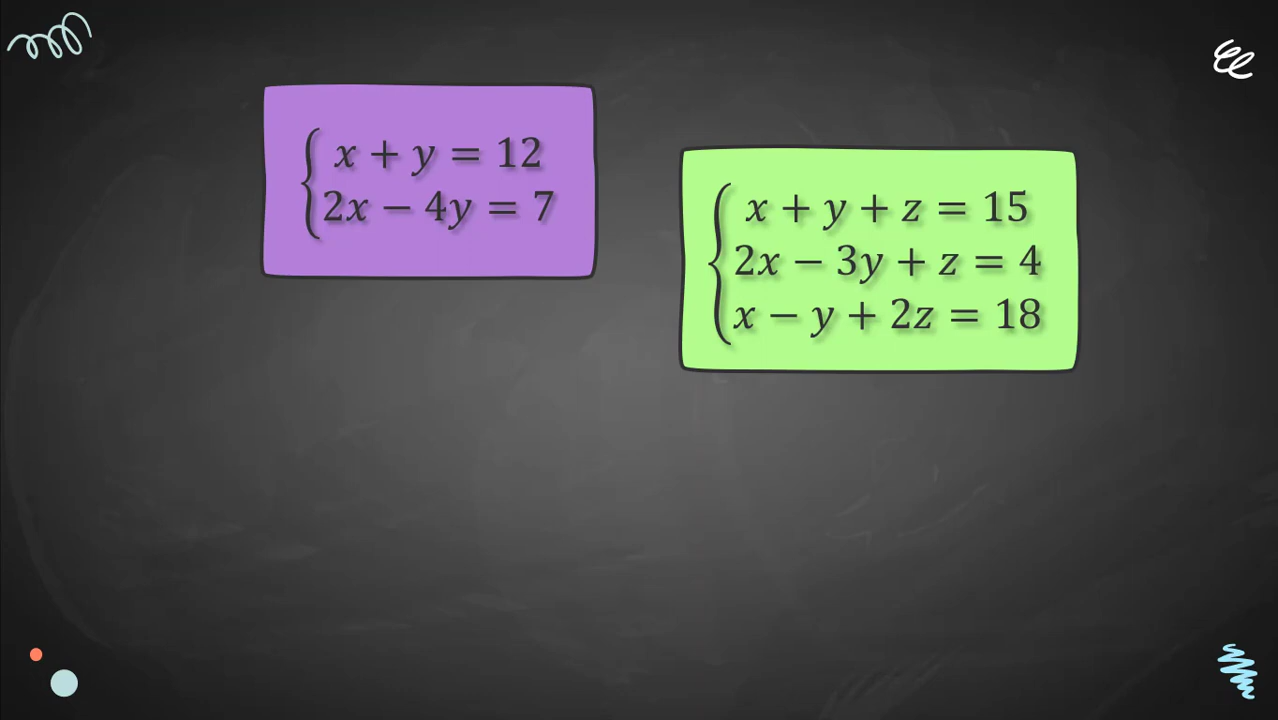 x + y = 12
2x − 4y = 7
x + y + z = 15
2x − 3y + z = 4
x − y + 2z = 18